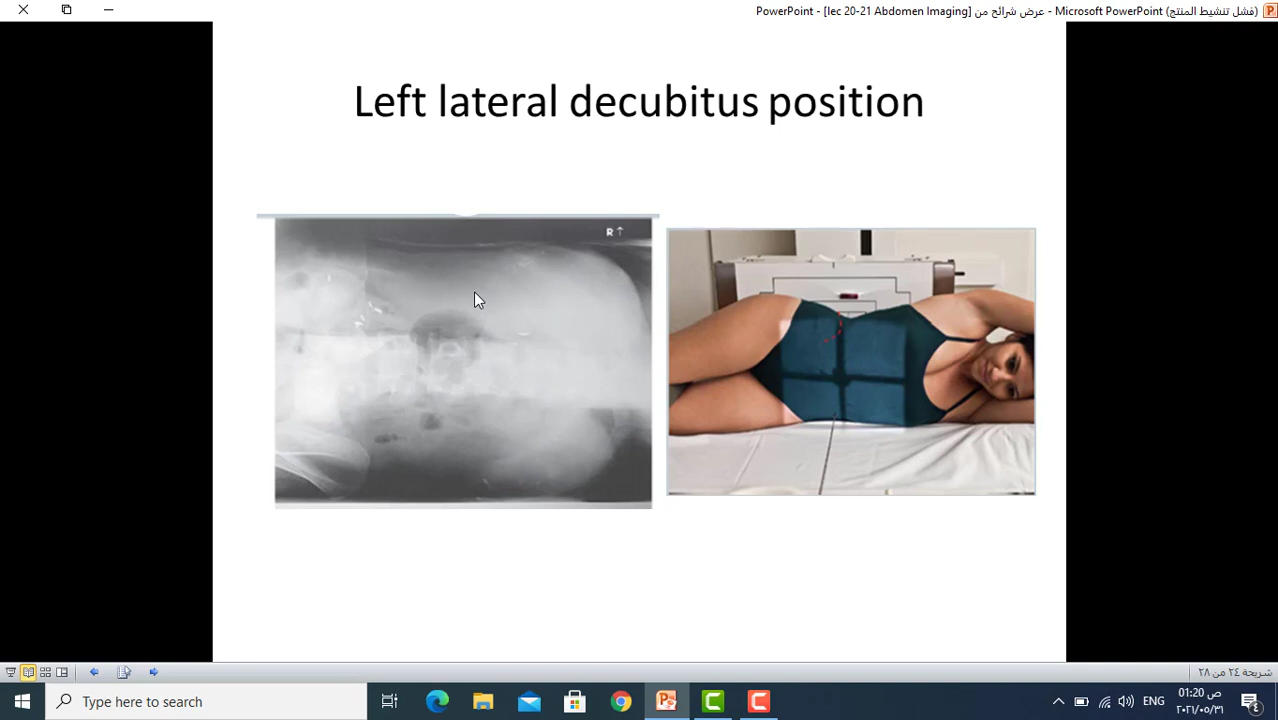 PowerPoint - [lec 20-21 Abdomen Imaging] عرض شرائح من - Microsoft PowerPoint (فشل تنشيط المنتج)
Left lateral decubitus position
R ↑
شريحة ٢٤ من ٢٨
Type here to search
ENG
01:20 ص
٢٠٢١/٠٥/٣١